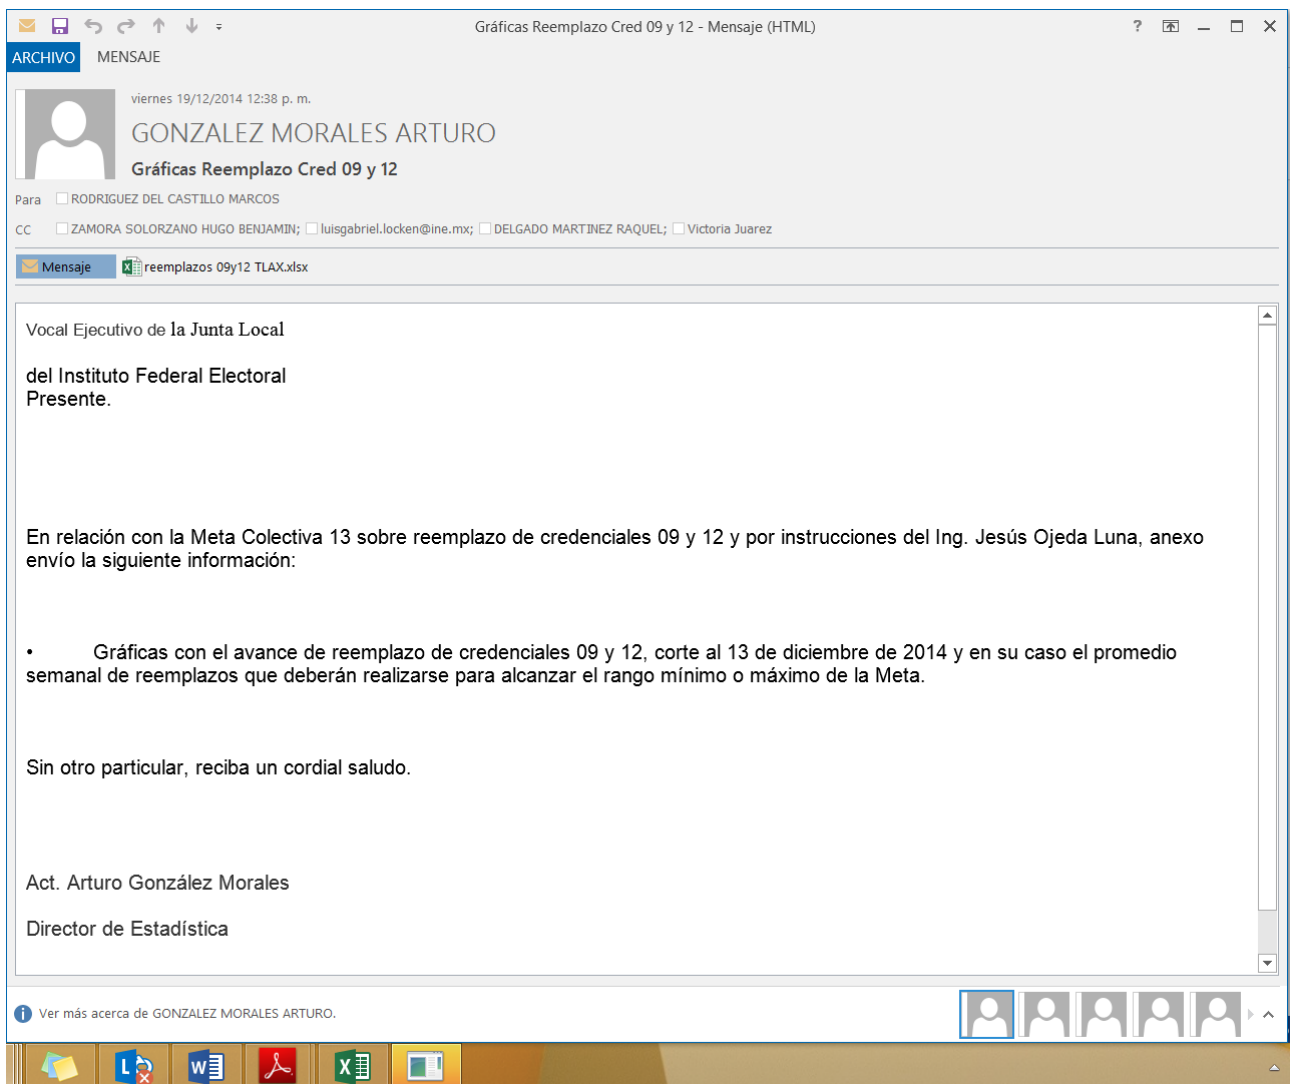 Gráficas Reemplazo Cred 09 y 12 - Mensaje (HTML)
ARCHIVO MENSAJE
viernes 19/12/2014 12:38 p. m.
GONZALEZ MORALES ARTURO
Gráficas Reemplazo Cred 09 y 12
Para RODRIGUEZ DEL CASTILLO MARCOS
CC ZAMORA SOLORZANO HUGO BENJAMIN; luisgabriel.locken@ine.mx; DELGADO MARTINEZ RAQUEL; Victoria Juarez
Mensaje reemplazos 09y12 TLAX.xlsx
Vocal Ejecutivo de la Junta Local
del Instituto Federal Electoral
Presente.
En relación con la Meta Colectiva 13 sobre reemplazo de credenciales 09 y 12 y por instrucciones del Ing. Jesús Ojeda Luna, anexo
envío la siguiente información:
• Gráficas con el avance de reemplazo de credenciales 09 y 12, corte al 13 de diciembre de 2014 y en su caso el promedio
semanal de reemplazos que deberán realizarse para alcanzar el rango mínimo o máximo de la Meta.
Sin otro particular, reciba un cordial saludo.
Act. Arturo González Morales
Director de Estadística
Ver más acerca de GONZALEZ MORALES ARTURO.